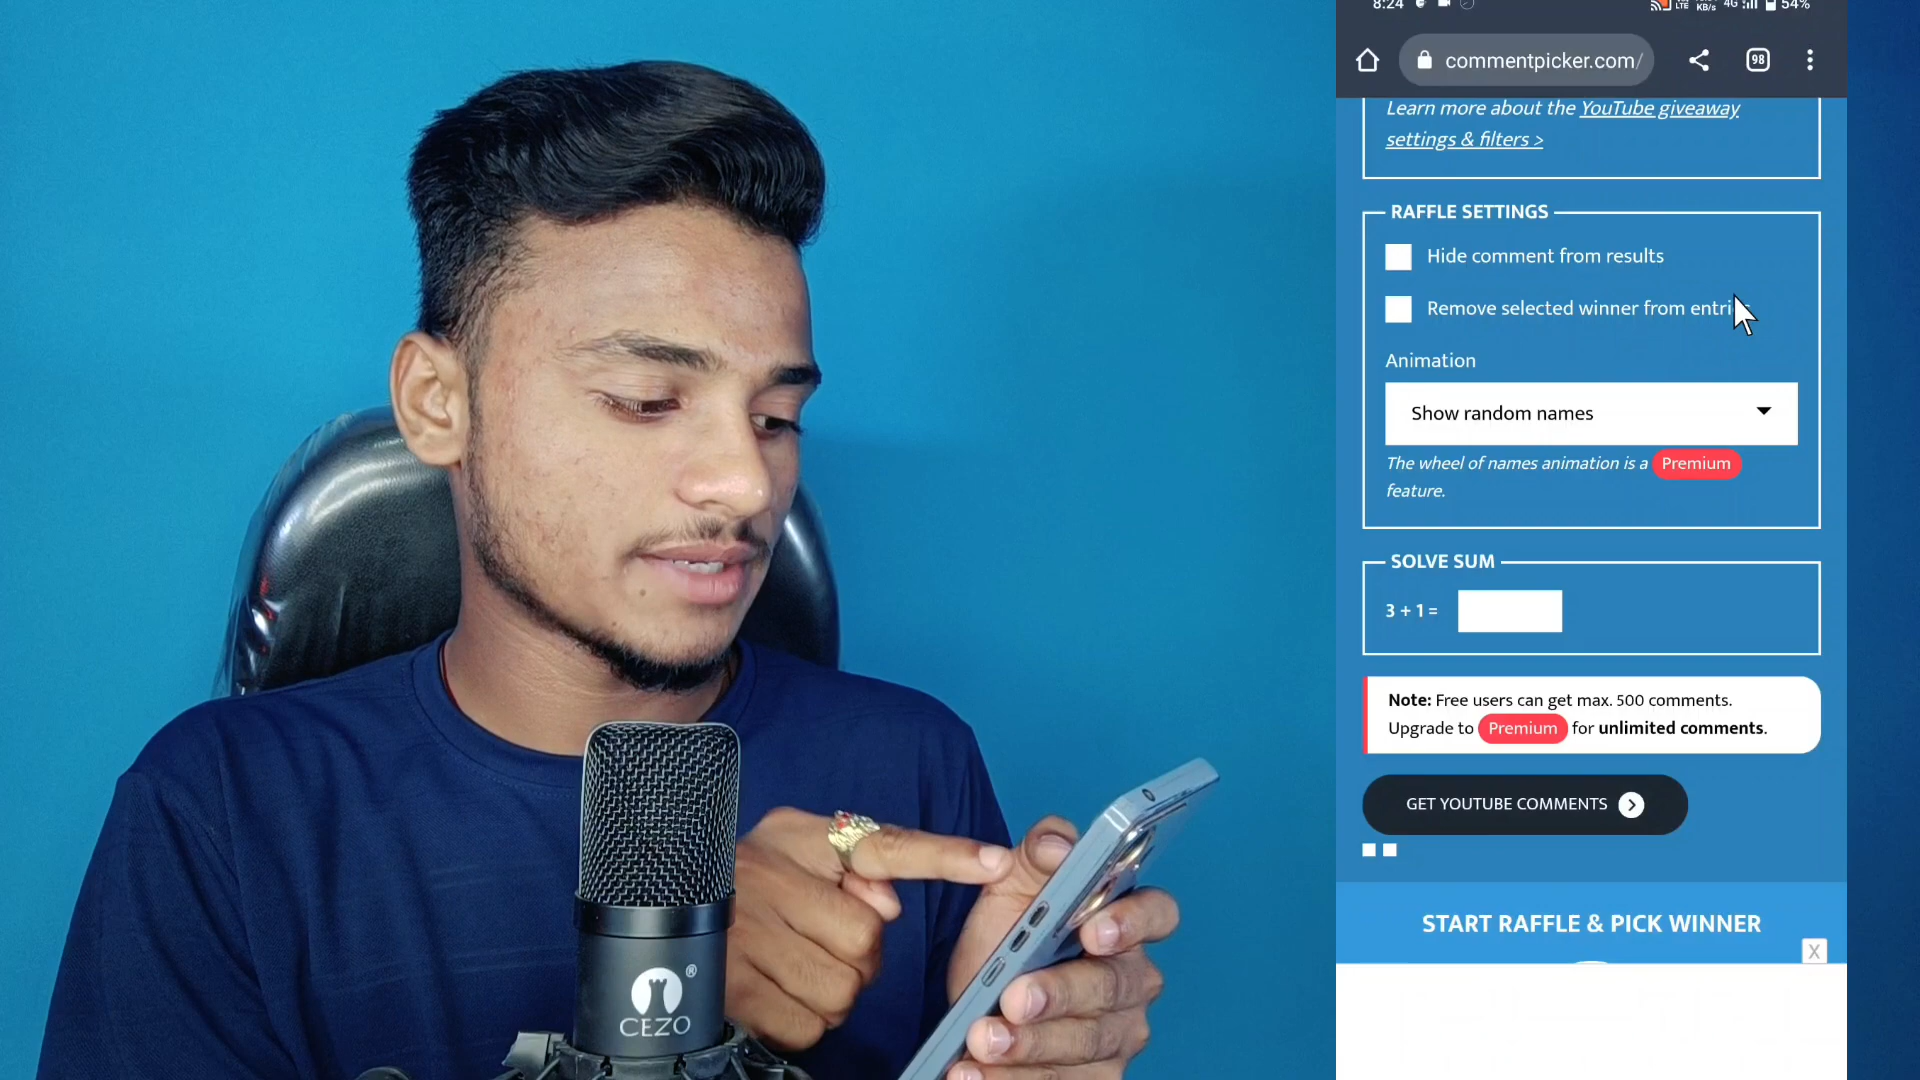 8:24
LTE
KB/s
4G
54%
commentpicker.com/
98
Learn more about the YouTube giveaway
settings & filters >
RAFFLE SETTINGS
Hide comment from results
Remove selected winner from
Animation
Show random names
The wheel of names animation is a Premium
feature.
SOLVE SUM
3 + 1 =
Note: Free users can get max. 500 comments.
Upgrade to Premium for unlimited comments.
GET YOUTUBE COMMENTS
START RAFFLE & PICK WINNER
X
CEZO
®